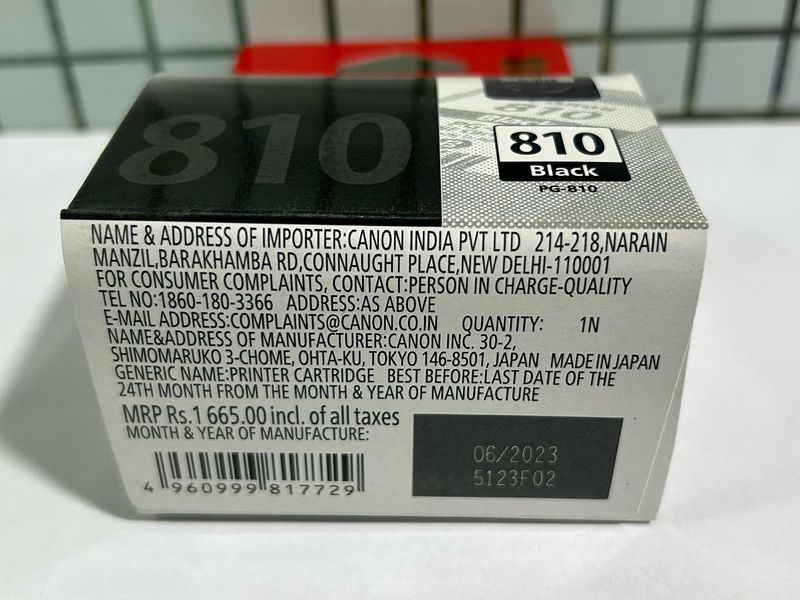 810
810
810
Black
PG-810
NAME & ADDRESS OF IMPORTER:CANON INDIA PVT LTD 214-218,NARAIN
MANZIL,BARAKHAMBA RD,CONNAUGHT PLACE,NEW DELHI-110001
FOR CONSUMER COMPLAINTS, CONTACT:PERSON IN CHARGE-QUALITY
TEL NO:1860-180-3366 ADDRESS:AS ABOVE
E-MAIL ADDRESS:COMPLAINTS@CANON.CO.IN QUANTITY: 1N
NAME&ADDRESS OF MANUFACTURER:CANON INC. 30-2,
SHIMOMARUKO 3-CHOME, OHTA-KU, TOKYO 146-8501, JAPAN MADE IN JAPAN
GENERIC NAME:PRINTER CARTRIDGE BEST BEFORE:LAST DATE OF THE
24TH MONTH FROM THE MONTH & YEAR OF MANUFACTURE
MRP Rs.1 665.00 incl. of all taxes
MONTH & YEAR OF MANUFACTURE:
06/2023
5123F02
4 960999 817729